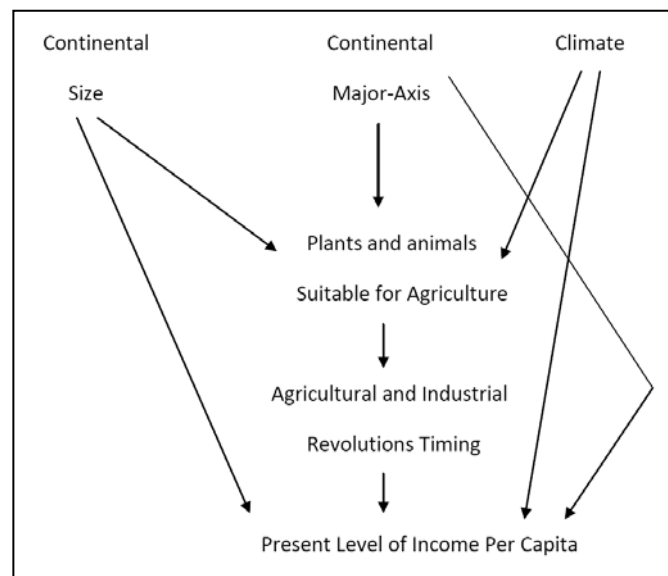 Continental Continental Climate
Size Major-Axis
Plants and animals
Suitable for Agriculture
Agricultural and Industrial
Revolutions Timing
Present Level of Income Per Capita